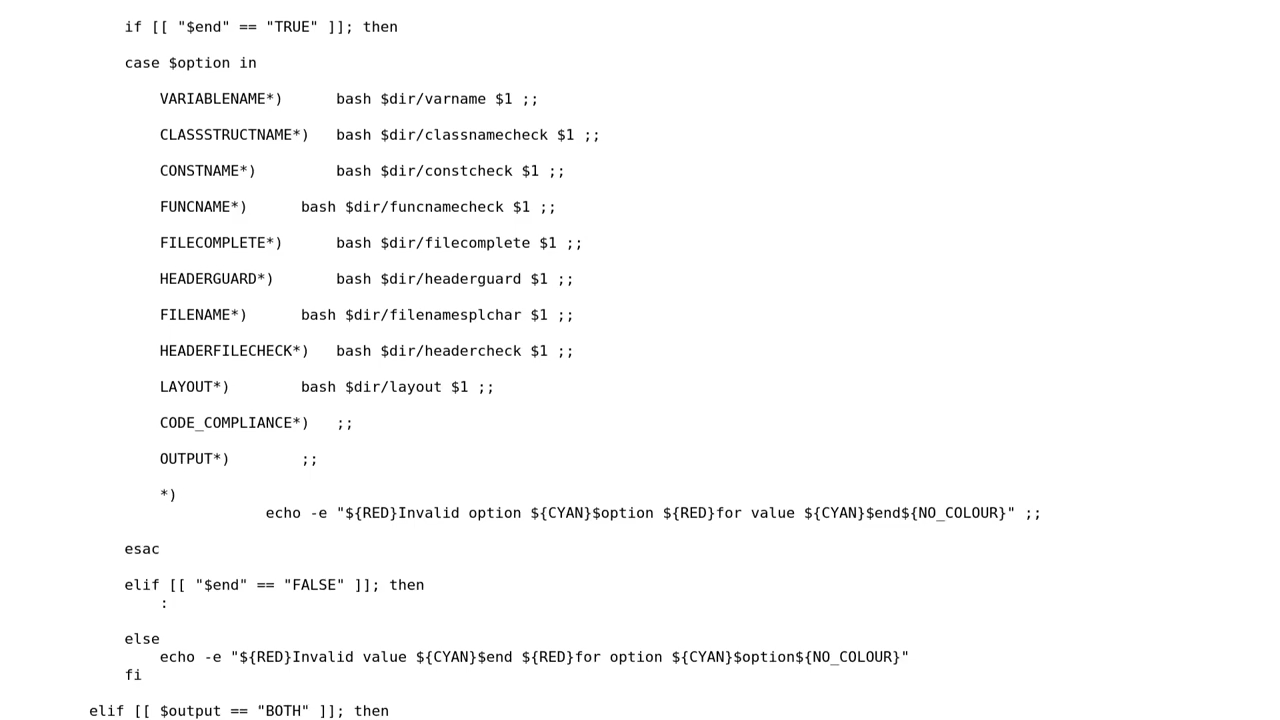 if [[ "$end" == "TRUE" ]]; then
case $option in
VARIABLENAME*)      bash $dir/varname $1 ;;
CLASSSTRUCTNAME*)   bash $dir/classnamecheck $1 ;;
CONSTNAME*)         bash $dir/constcheck $1 ;;
FUNCNAME*)      bash $dir/funcnamecheck $1 ;;
FILECOMPLETE*)      bash $dir/filecomplete $1 ;;
HEADERGUARD*)       bash $dir/headerguard $1 ;;
FILENAME*)      bash $dir/filenamesplchar $1 ;;
HEADERFILECHECK*)   bash $dir/headercheck $1 ;;
LAYOUT*)        bash $dir/layout $1 ;;
CODE_COMPLIANCE*)   ;;
OUTPUT*)        ;;
*)
echo -e "${RED}Invalid option ${CYAN}$option ${RED}for value ${CYAN}$end${NO_COLOUR}" ;;
esac
elif [[ "$end" == "FALSE" ]]; then
:
else
echo -e "${RED}Invalid value ${CYAN}$end ${RED}for option ${CYAN}$option${NO_COLOUR}"
fi
elif [[ $output == "BOTH" ]]; then